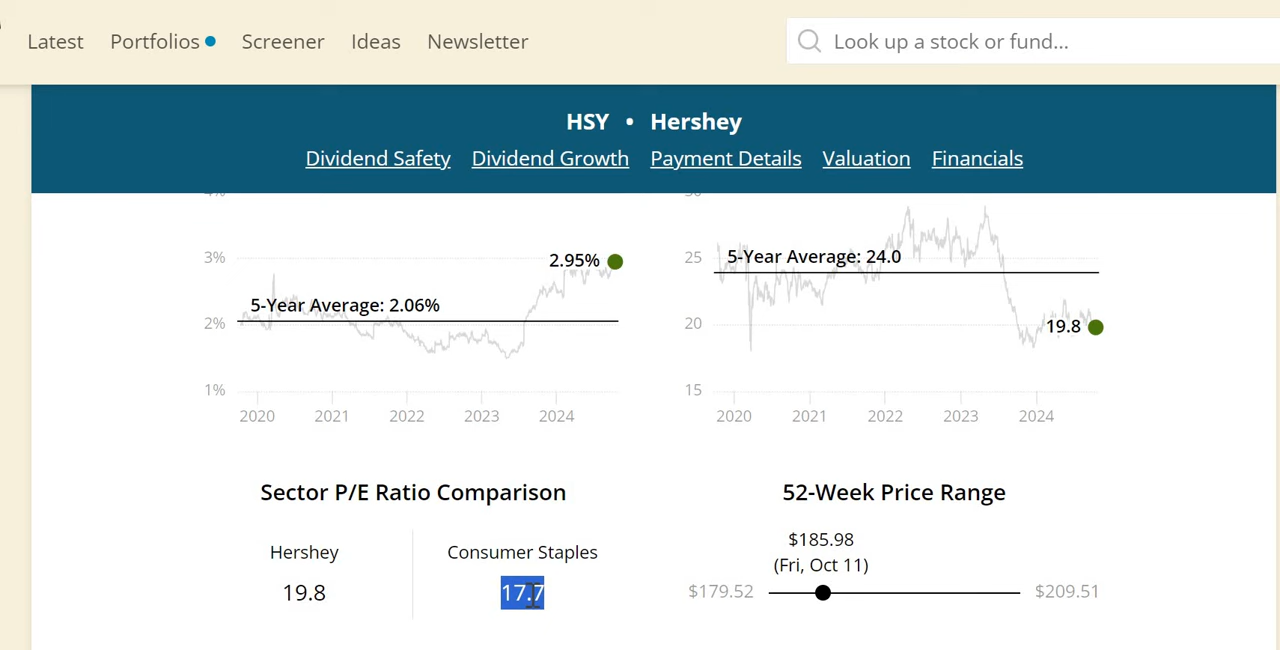 Latest Portfolios Screener Ideas Newsletter
Look up a stock or fund...
HSY • Hershey
Dividend Safety Dividend Growth Payment Details Valuation Financials
3%
2.95%
5-Year Average: 2.06%
2%
1%
2020 2021 2022 2023 2024
25
5-Year Average: 24.0
20
19.8
15
2020 2021 2022 2023 2024
Sector P/E Ratio Comparison
Hershey
19.8
Consumer Staples
17.7
52-Week Price Range
$185.98
(Fri, Oct 11)
$179.52
$209.51